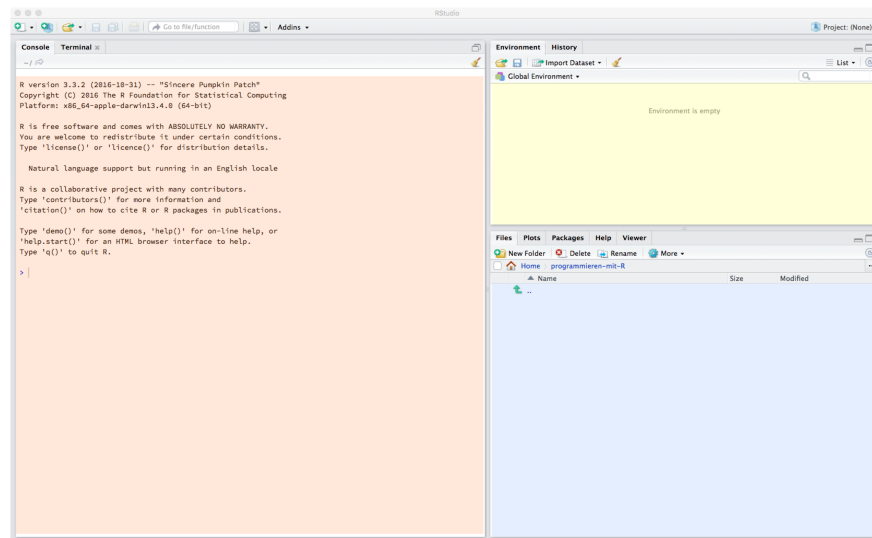 RStudio
Go to file/function
Addins
Project: (None)
Console Terminal
~/
R version 3.3.2 (2016-10-31) -- "Sincere Pumpkin Patch"
Copyright (C) 2016 The R Foundation for Statistical Computing
Platform: x86_64-apple-darwin13.4.0 (64-bit)
R is free software and comes with ABSOLUTELY NO WARRANTY.
You are welcome to redistribute it under certain conditions.
Type 'license()' or 'licence()' for distribution details.
Natural language support but running in an English locale
R is a collaborative project with many contributors.
Type 'contributors()' for more information and
'citation()' on how to cite R or R packages in publications.
Type 'demo()' for some demos, 'help()' for on-line help, or
'help.start()' for an HTML browser interface to help.
Type 'q()' to quit R.
>
Environment History
Import Dataset
List
Global Environment
Environment is empty
Files Plots Packages Help Viewer
New Folder Delete Rename More
Home programmieren-mit-R
Name Size Modified
..